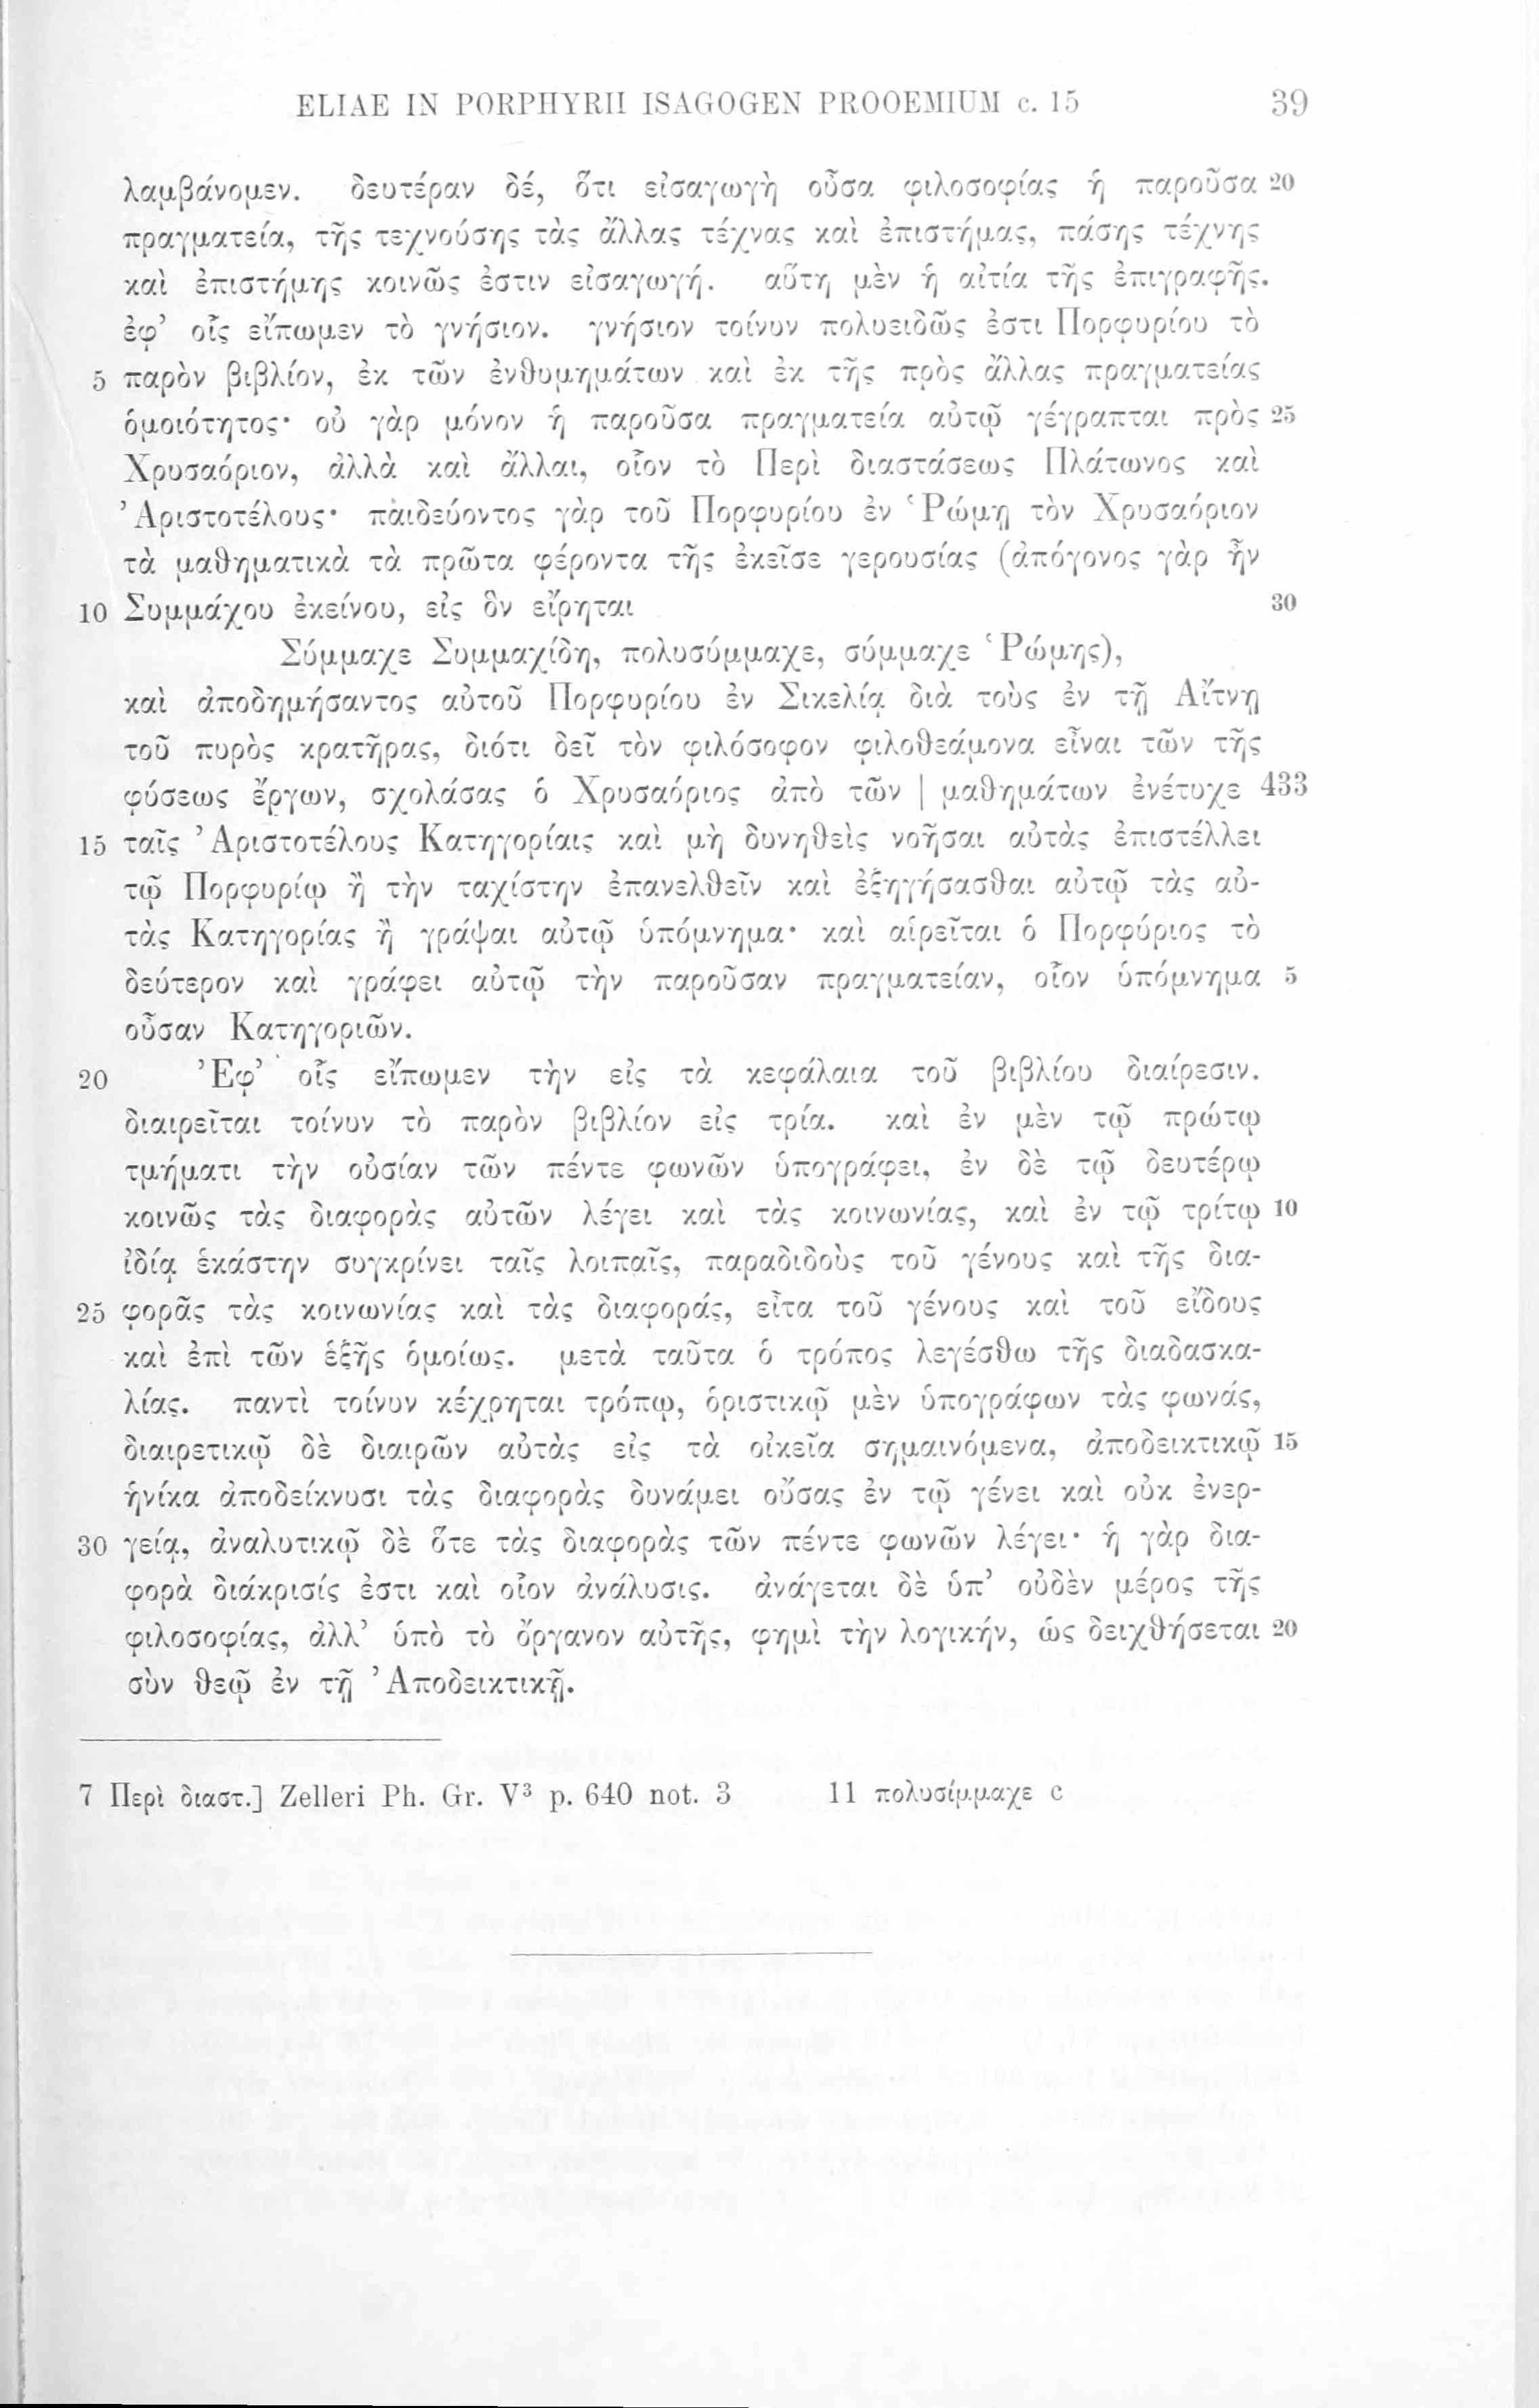 ELIAE IN PORPHYRII ISAGOGEN PROOEMIUM c. 15 39
λαμβάνομεν. δευτέραν δέ, ὅτι εἰσαγωγὴ οὖσα φιλοσοφίας ἡ παροῦσα 20
πραγματεία, τῆς τεχνούσης τὰς ἄλλας τέχνας καὶ ἐπιστήμας, πάσης τέχνης
καὶ ἐπιστήμης κοινῶς ἐστιν εἰσαγωγή. αὕτη μὲν ἡ αἰτία τῆς ἐπιγραφῆς.
ἐφ’ οἷς εἴπωμεν τὸ γνήσιον. γνήσιον τοίνυν πολυειδῶς ἐστι Πορφυρίου τὸ
5 παρὸν βιβλίον, ἐκ τῶν ἐνθυμημάτων καὶ ἐκ τῆς πρὸς ἄλλας πραγματείας
ὁμοιότητος· οὐ γὰρ μόνον ἡ παροῦσα πραγματεία αὐτῷ γέγραπται πρὸς 25
Χρυσαόριον, ἀλλὰ καὶ ἄλλαι, οἷον τὸ Περὶ διαστάσεως Πλάτωνος καὶ
Ἀριστοτέλους· παιδεύοντος γὰρ τοῦ Πορφυρίου ἐν Ῥώμῃ τὸν Χρυσαόριον
τὰ μαθηματικὰ τὰ πρῶτα φέροντα τῆς ἐκεῖσε γερουσίας (ἀπόγονος γὰρ ἦν
10 Συμμάχου ἐκείνου, εἰς ὃν εἴρηται 30
Σύμμαχε Συμμαχίδη, πολυσύμμαχε, σύμμαχε Ῥώμης),
καὶ ἀποδημήσαντος αὐτοῦ Πορφυρίου ἐν Σικελίᾳ διὰ τοὺς ἐν τῇ Αἴτνῃ
τοῦ πυρὸς κρατῆρας, διότι δεῖ τὸν φιλόσοφον φιλοθεάμονα εἶναι τῶν τῆς
φύσεως ἔργων, σχολάσας ὁ Χρυσαόριος ἀπὸ τῶν | μαθημάτων ἐνέτυχε 433
15 ταῖς Ἀριστοτέλους Κατηγορίαις καὶ μὴ δυνηθεὶς νοῆσαι αὐτὰς ἐπιστέλλει
τῷ Πορφυρίῳ ἢ τὴν ταχίστην ἐπανελθεῖν καὶ ἐξηγήσασθαι αὐτῷ τὰς αὐ-
τὰς Κατηγορίας ἢ γράψαι αὐτῷ ὑπόμνημα· καὶ αἱρεῖται ὁ Πορφύριος τὸ
δεύτερον καὶ γράφει αὐτῷ τὴν παροῦσαν πραγματείαν, οἷον ὑπόμνημα 5
οὖσαν Κατηγοριῶν.
20 Ἐφ’ οἷς εἴπωμεν τὴν εἰς τὰ κεφάλαια τοῦ βιβλίου διαίρεσιν.
διαιρεῖται τοίνυν τὸ παρὸν βιβλίον εἰς τρία. καὶ ἐν μὲν τῷ πρώτῳ
τμήματι τὴν οὐσίαν τῶν πέντε φωνῶν ὑπογράφει, ἐν δὲ τῷ δευτέρῳ
κοινῶς τὰς διαφορὰς αὐτῶν λέγει καὶ τὰς κοινωνίας, καὶ ἐν τῷ τρίτῳ 10
ἰδίᾳ ἑκάστην συγκρίνει ταῖς λοιπαῖς, παραδιδοὺς τοῦ γένους καὶ τῆς δια-
25 φορᾶς τὰς κοινωνίας καὶ τὰς διαφοράς, εἶτα τοῦ γένους καὶ τοῦ εἴδους
καὶ ἐπὶ τῶν ἑξῆς ὁμοίως. μετὰ ταῦτα ὁ τρόπος λεγέσθω τῆς διαδασκα-
λίας. παντὶ τοίνυν κέχρηται τρόπῳ, ὁριστικῷ μὲν ὑπογράφων τὰς φωνάς,
διαιρετικῷ δὲ διαιρῶν αὐτὰς εἰς τὰ οἰκεῖα σημαινόμενα, ἀποδεικτικῷ 15
ἡνίκα ἀποδείκνυσι τὰς διαφορὰς δυνάμει οὔσας ἐν τῷ γένει καὶ οὐκ ἐνερ-
30 γείᾳ, ἀναλυτικῷ δὲ ὅτε τὰς διαφορὰς τῶν πέντε φωνῶν λέγει· ἡ γὰρ δια-
φορὰ διάκρισίς ἐστι καὶ οἷον ἀνάλυσις. ἀνάγεται δὲ ὑπ’ οὐδὲν μέρος τῆς
φιλοσοφίας, ἀλλ’ ὑπὸ τὸ ὄργανον αὐτῆς, φημὶ τὴν λογικήν, ὡς δειχθήσεται 20
σὺν θεῷ ἐν τῇ Ἀποδεικτικῇ.
7 Περὶ διαστ.] Zelleri Ph. Gr. V³ p. 640 not. 3 11 πολυσίμμαχε c